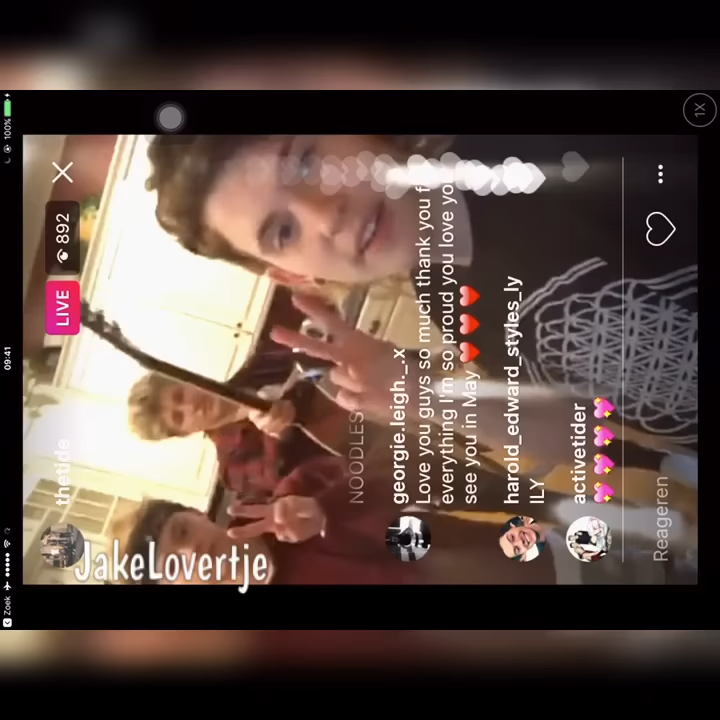 Zoek
09:41
100%
thetide
LIVE
892
NOODLES
georgie.leigh._.x
Love you guys so much thank you f
everything I'm so proud you love yo
see you in May ❤️❤️❤️
harold_edward_styles_ly
ILY
activetider
💖💖💖💖
Reageren
JakeLovertje
1X